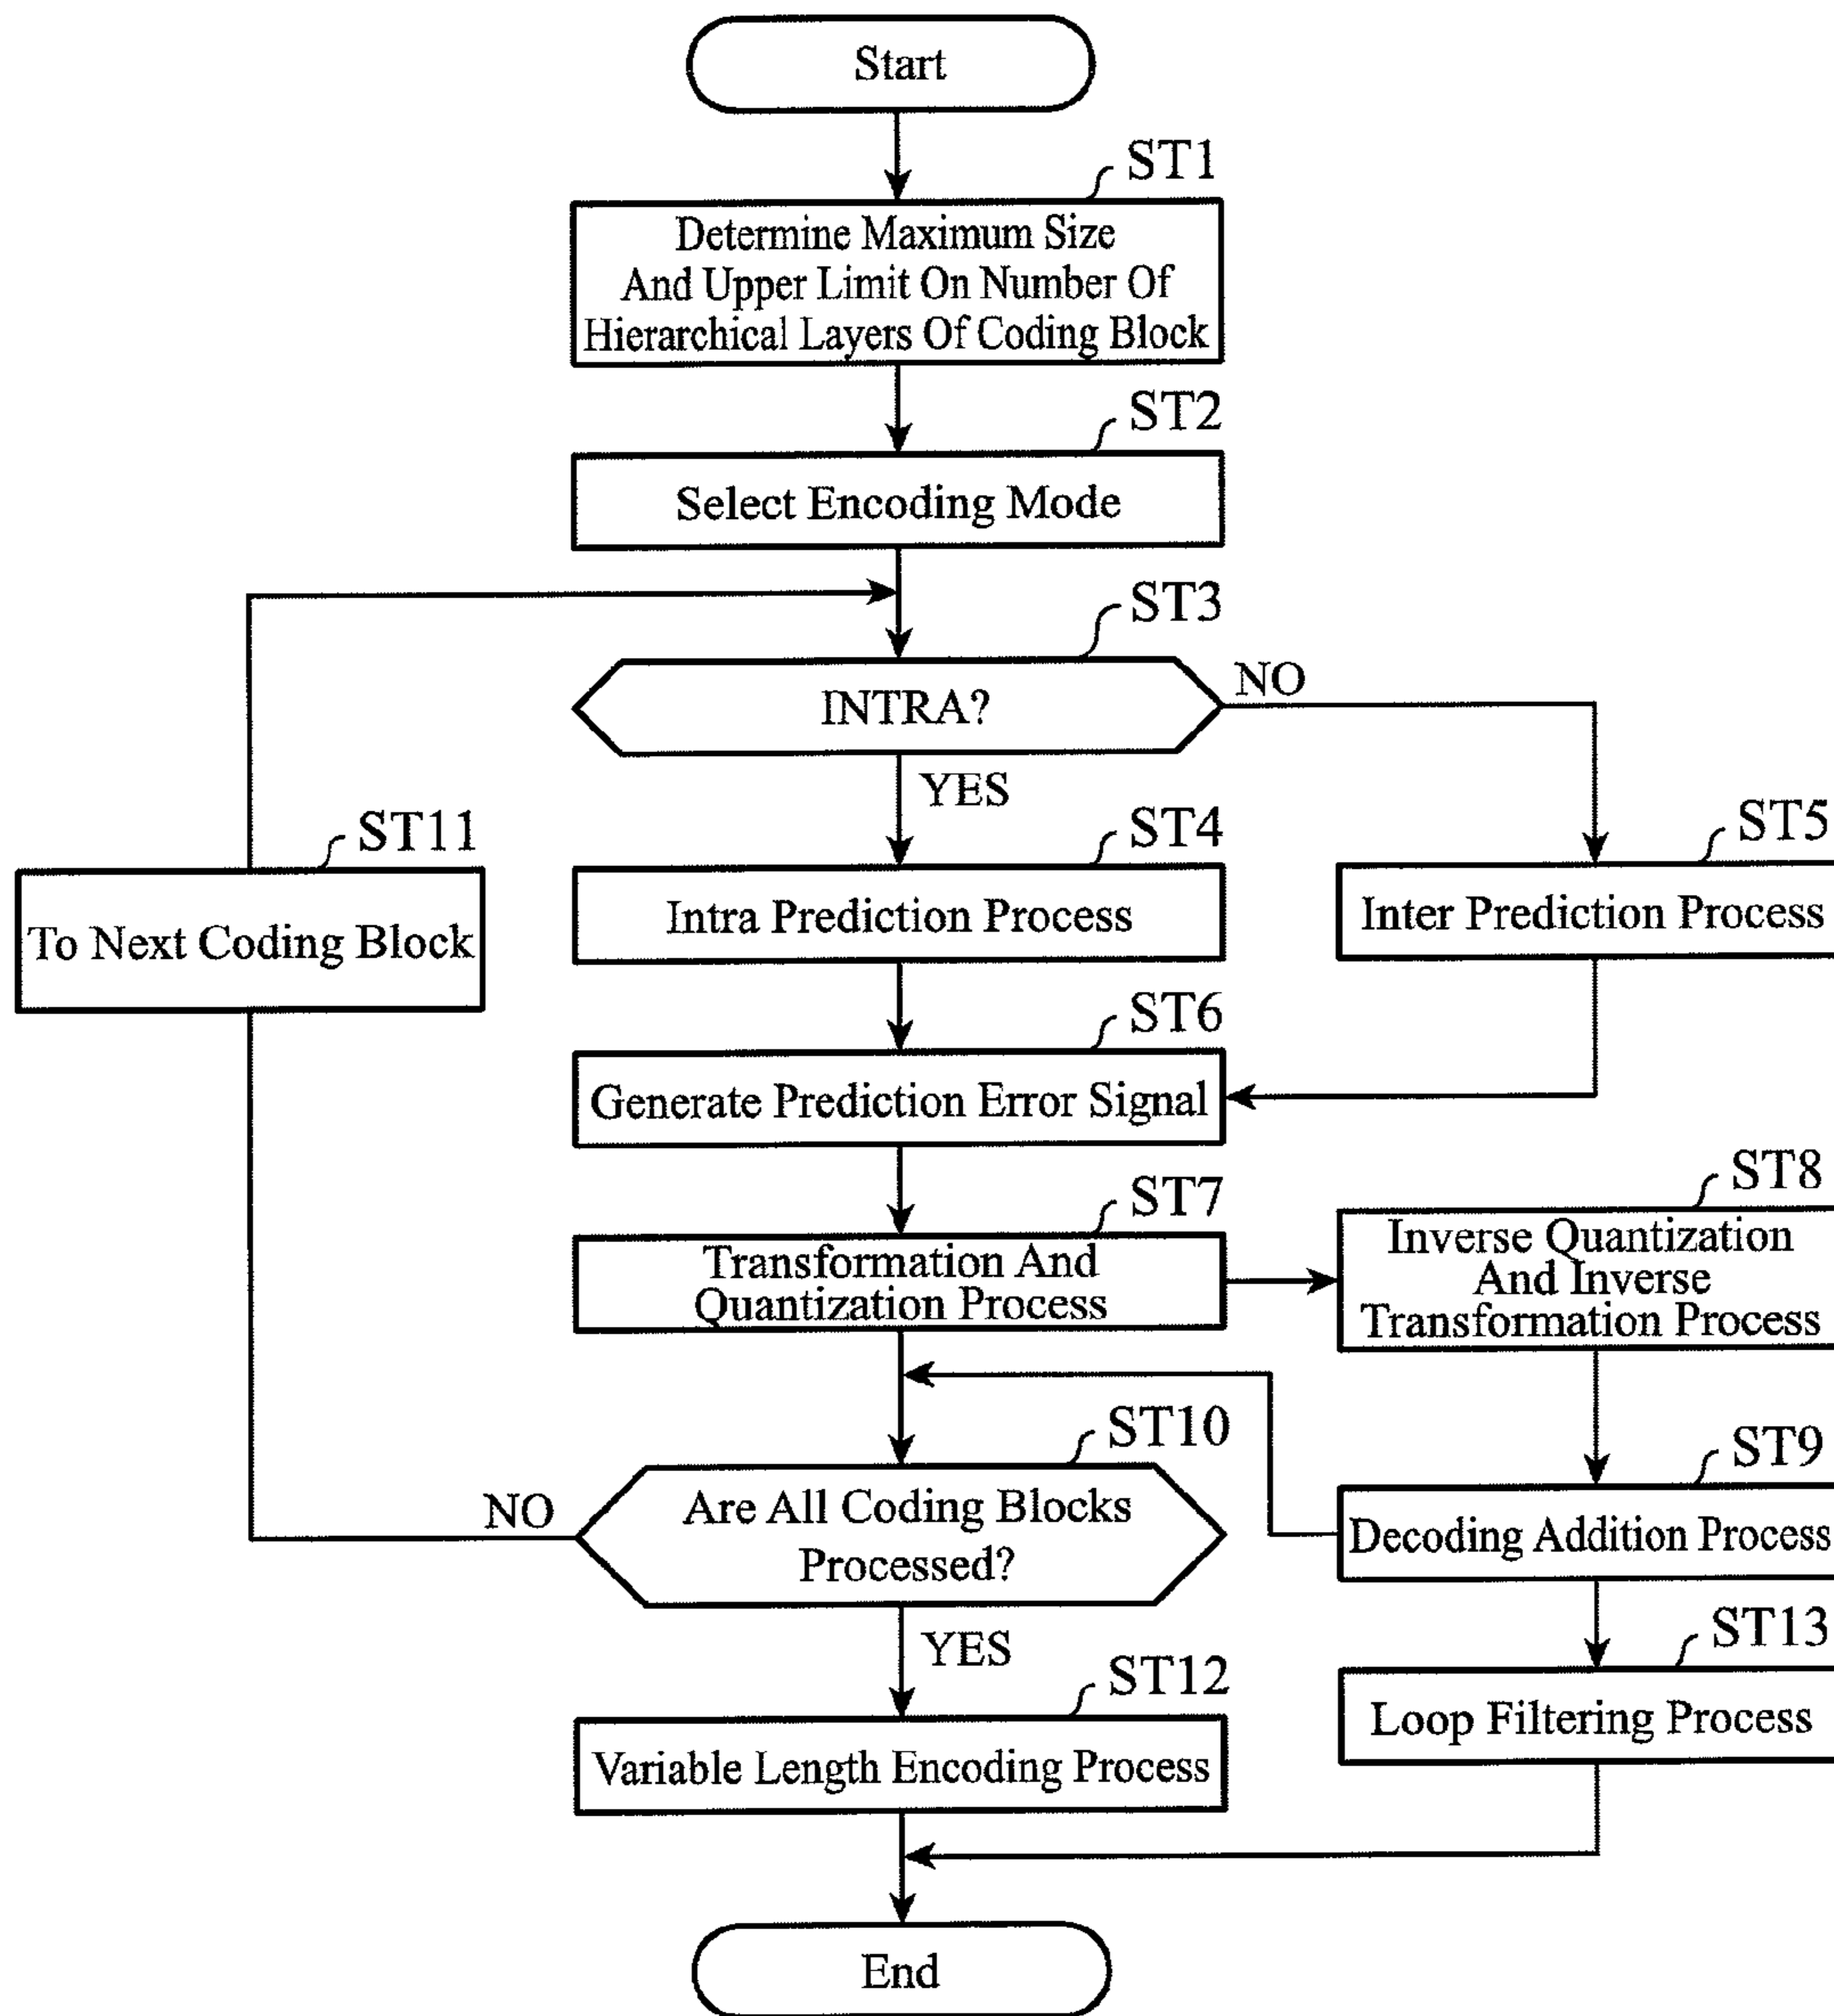 Start
ST1
Determine Maximum Size
And Upper Limit On Number Of
Hierarchical Layers Of Coding Block
ST2
Select Encoding Mode
ST3
INTRA?
NO
YES
ST11
To Next Coding Block
ST4
Intra Prediction Process
ST5
Inter Prediction Process
ST6
Generate Prediction Error Signal
ST7
Transformation And
Quantization Process
ST8
Inverse Quantization
And Inverse
Transformation Process
ST10
Are All Coding Blocks
Processed?
NO
YES
ST9
Decoding Addition Process
ST12
Variable Length Encoding Process
ST13
Loop Filtering Process
End